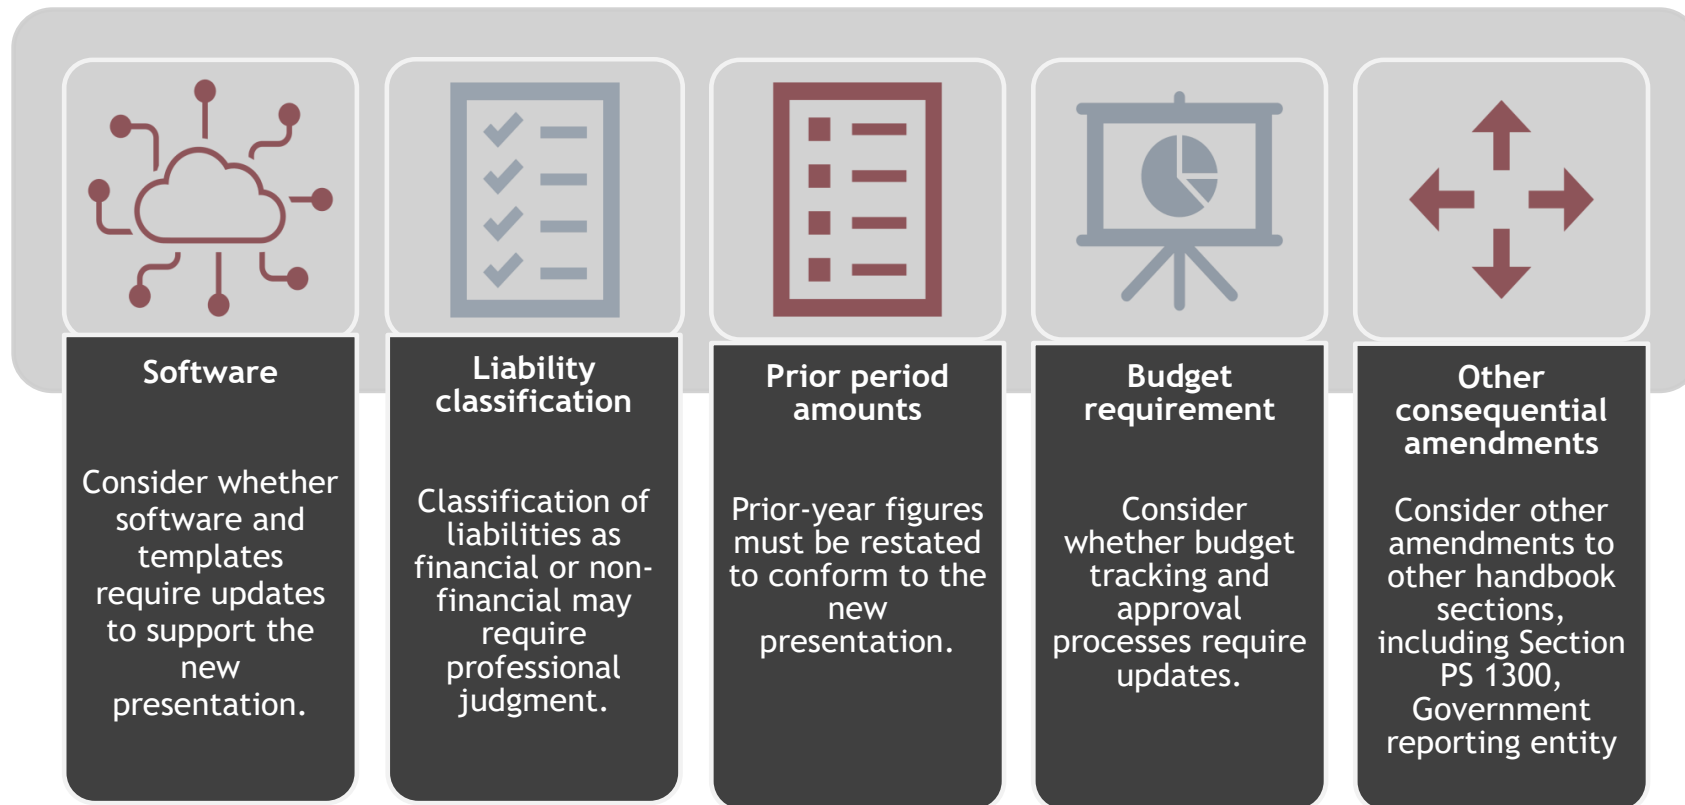 Software
Consider whether
software and
templates
require updates
to support the
new
presentation.
Liability
classification
Classification of
liabilities as
financial or non-
financial may
require
professional
judgment.
Prior period
amounts
Prior-year figures
must be restated
to conform to the
new
presentation.
Budget
requirement
Consider
whether budget
tracking and
approval
processes require
updates.
Other
consequential
amendments
Consider other
amendments to
other handbook
sections,
including Section
PS 1300,
Government
reporting entity